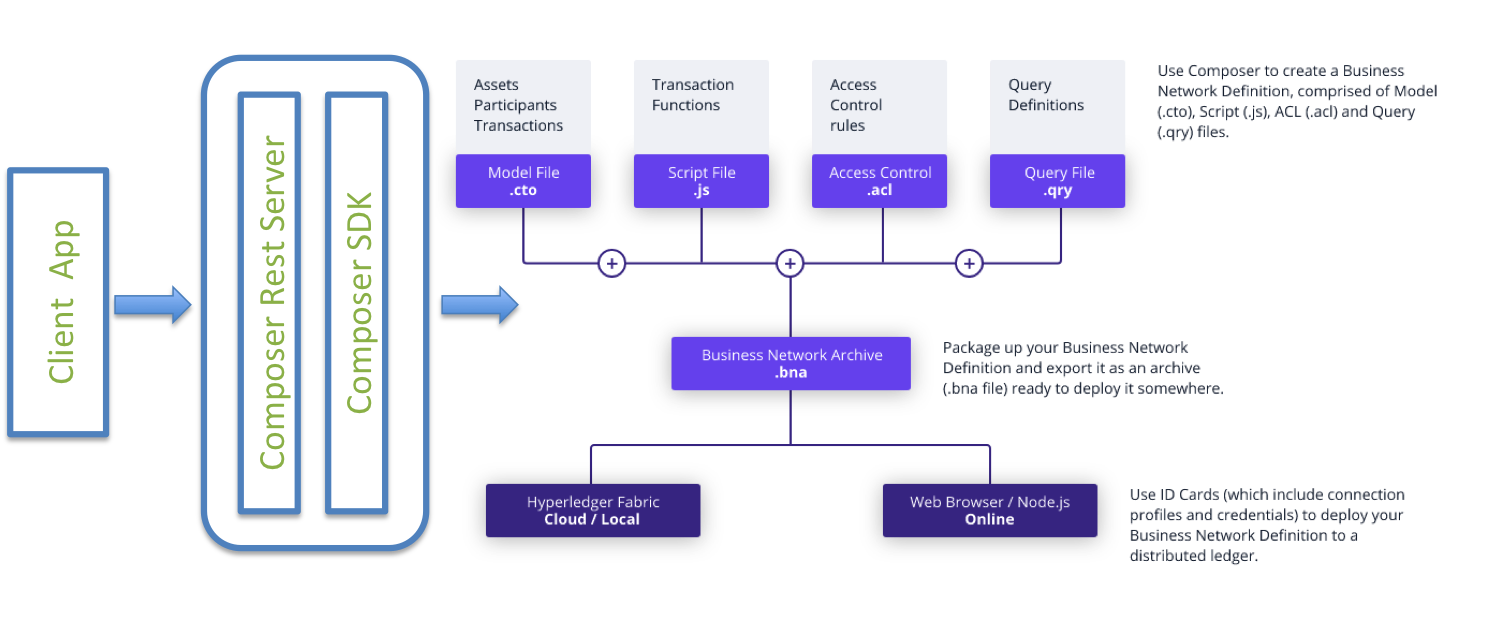 Client App
Composer Rest Server
Composer SDK
Assets
Participants
Transactions
Model File
.cto
Transaction
Functions
Script File
.js
Access
Control
rules
Access Control
.acl
Query
Definitions
Query File
.qry
Use Composer to create a Business
Network Definition, comprised of Model
(.cto), Script (.js), ACL (.acl) and Query
(.qry) files.
+
+
+
Business Network Archive
.bna
Package up your Business Network
Definition and export it as an archive
(.bna file) ready to deploy it somewhere.
Hyperledger Fabric
Cloud / Local
Web Browser / Node.js
Online
Use ID Cards (which include connection
profiles and credentials) to deploy your
Business Network Definition to a
distributed ledger.